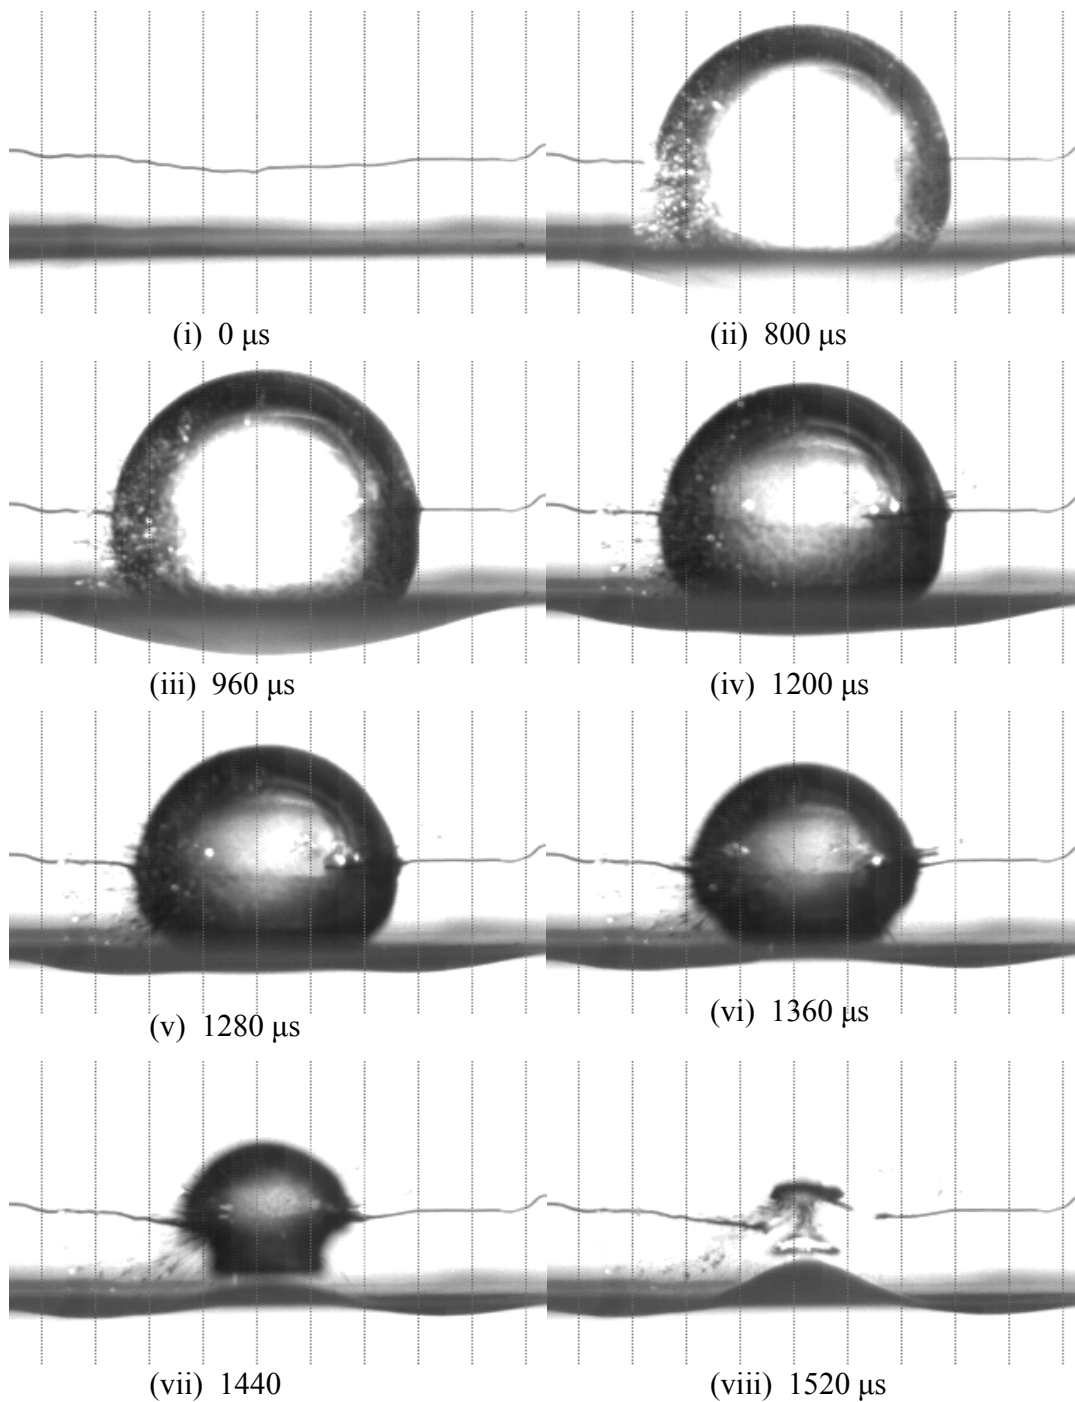 (i) 0 μs
(ii) 800 μs
(iii) 960 μs
(iv) 1200 μs
(v) 1280 μs
(vi) 1360 μs
(vii) 1440
(viii) 1520 μs